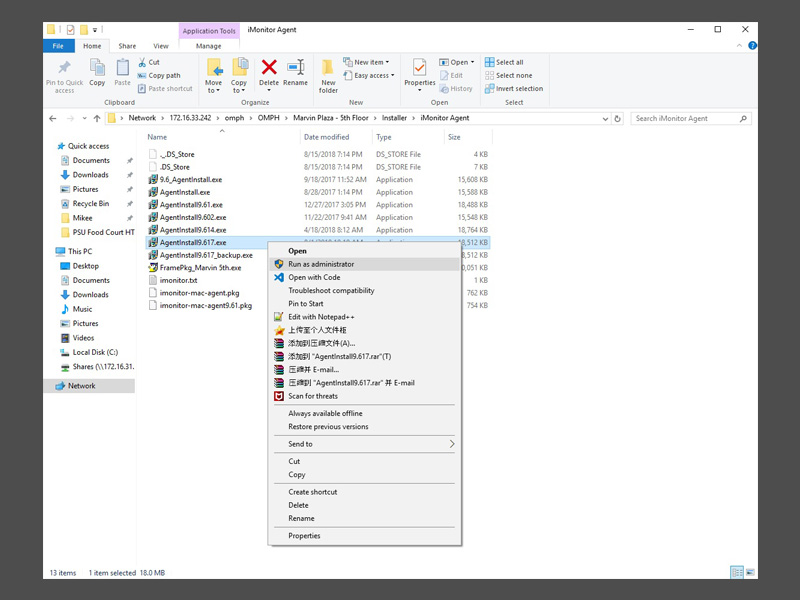 Application Tools
iMonitor Agent
File
Home
Share
View
Manage
Pin to Quick access
Copy
Paste
Cut
Copy path
Paste shortcut
Clipboard
Move to
Copy to
Delete
Rename
Organize
New folder
New item
Easy access
New
Properties
Open
Edit
History
Open
Select all
Select none
Invert selection
Select
Network > 172.16.33.242 > omph > OMPH > Marvin Plaza - 5th Floor > Installer > iMonitor Agent
Search iMonitor Agent
Quick access
Documents
Downloads
Pictures
Recycle Bin
Mikee
PSU Food Court HT
This PC
Desktop
Documents
Downloads
Music
Pictures
Videos
Local Disk (C:)
Shares (\\172.16.31.
Network
Name Date modified Type Size
._.DS_Store 8/15/2018 7:14 PM DS_STORE File 4 KB
.DS_Store 8/15/2018 7:14 PM DS_STORE File 7 KB
9.6_AgentInstall.exe 9/18/2017 11:52 AM Application 15,608 KB
AgentInstall.exe 8/28/2017 1:14 PM Application 15,588 KB
AgentInstall9.61.exe 12/27/2017 3:05 PM Application 18,488 KB
AgentInstall9.602.exe 11/22/2017 9:41 AM Application 15,548 KB
AgentInstall9.614.exe 4/18/2018 8:12 AM Application 18,764 KB
AgentInstall9.617.exe 8,512 KB
AgentInstall9.617_backup.exe 8,512 KB
FramePkg_Marvin 5th.exe 0,051 KB
imonitor.txt 1 KB
imonitor-mac-agent.pkg 762 KB
imonitor-mac-agent9.61.pkg 754 KB
Open
Run as administrator
Open with Code
Troubleshoot compatibility
Pin to Start
Edit with Notepad++
上传至个人文件柜
添加到压缩文件(A)...
添加到 "AgentInstall9.617.rar"(T)
压缩并 E-mail...
压缩到 "AgentInstall9.617.rar" 并 E-mail
Scan for threats
Always available offline
Restore previous versions
Send to
Cut
Copy
Create shortcut
Delete
Rename
Properties
13 items 1 item selected 18.0 MB